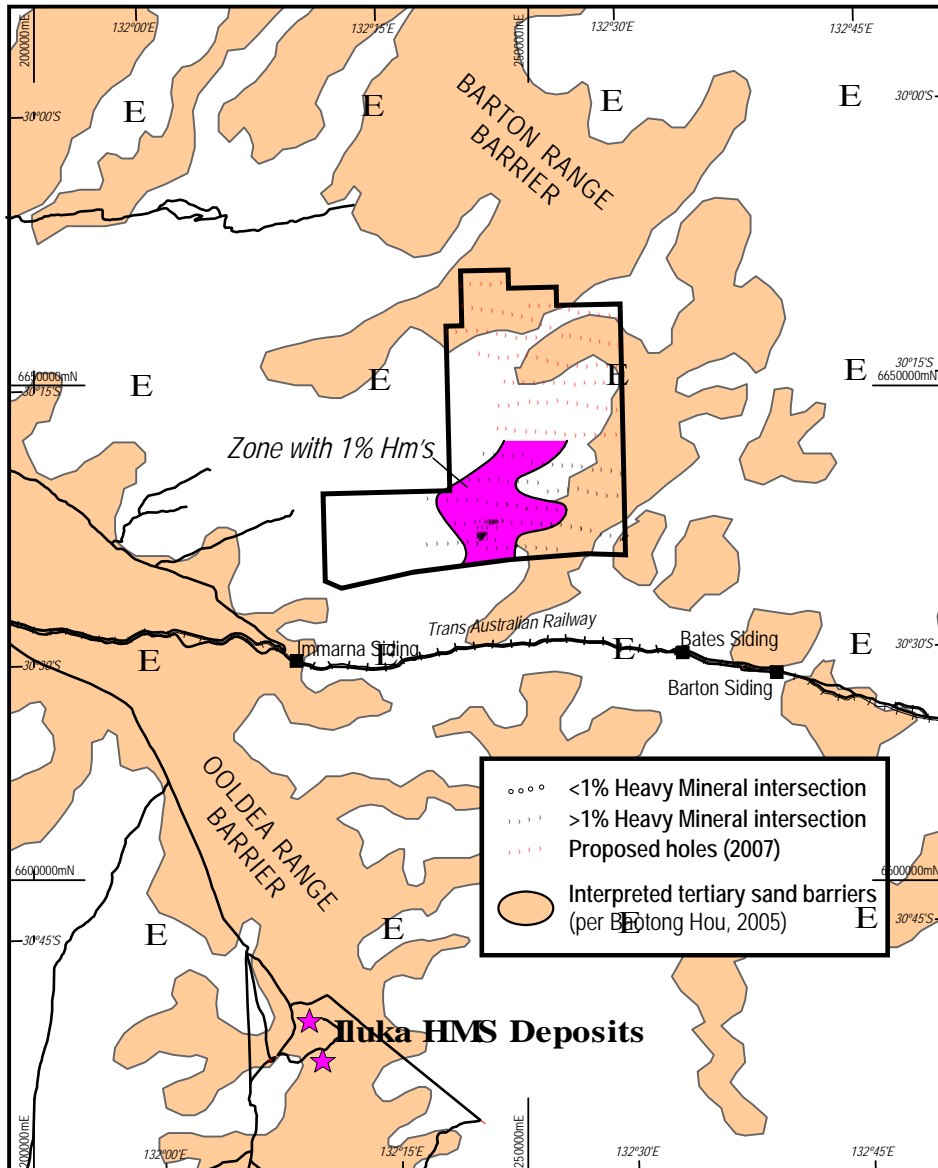 132°00'E
132°15'E
132°30'E
132°45'E
200000mE
250000mE
E
E
E
E
30°00'S
30°00'S
BARTON RANGE
BARRIER
6650000mN
30°15'S
E
E
E
E
30°15'S
6650000mN
Zone with 1% Hm's
Trans Australian Railway
Immarna Siding
Bates Siding
Barton Siding
E
E
E
E
30°30'S
30°30'S
OOLDEA RANGE
BARRIER
<1% Heavy Mineral intersection
>1% Heavy Mineral intersection
Proposed holes (2007)
Interpreted tertiary sand barriers
(per Baotong Hou, 2005)
6600000mN
6600000mN
30°45'S
30°45'S
E
E
E
E
Iluka HMS Deposits
200000mE
250000mE
132°00'E
132°15'E
132°30'E
132°45'E